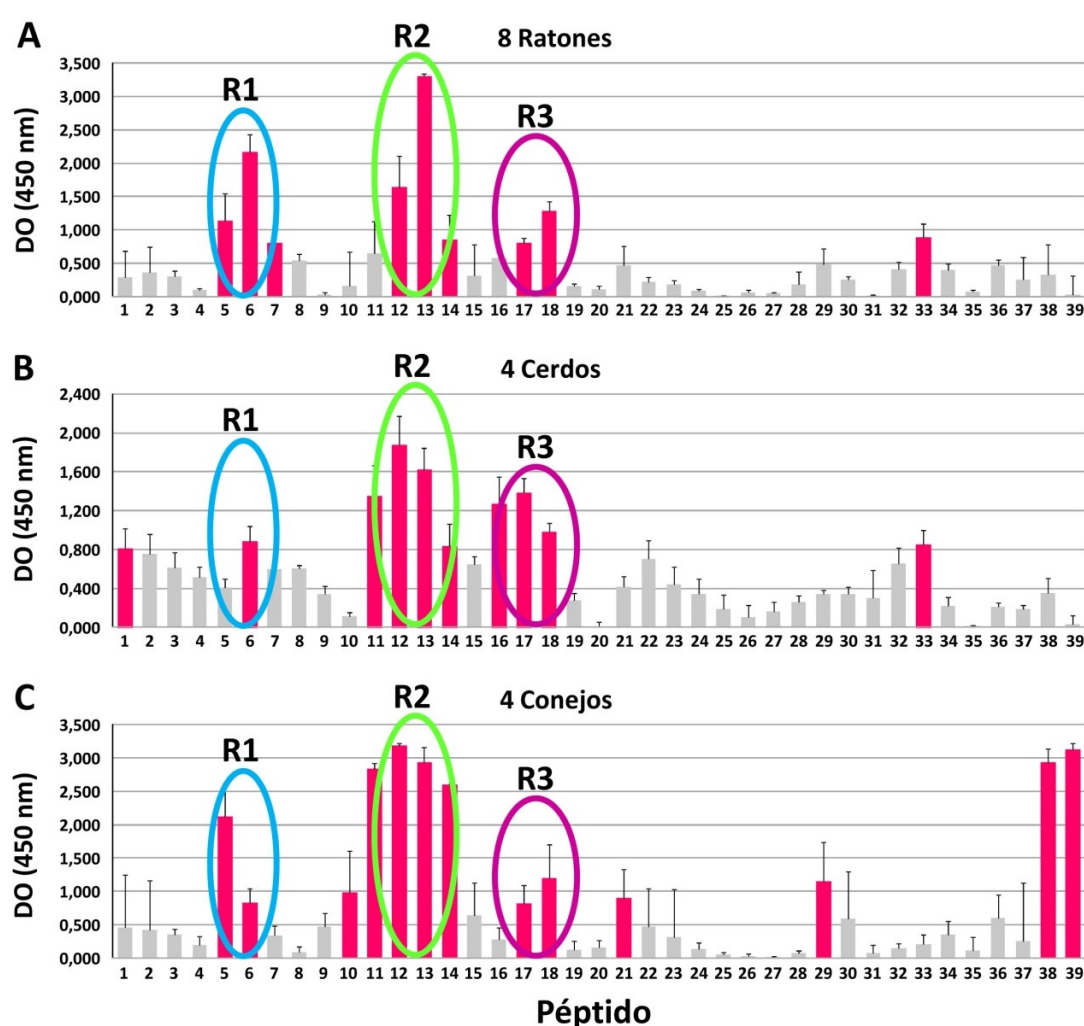 A
8 Ratones
R1
R2
R3
DO (450 nm)
3,500
3,000
2,500
2,000
1,500
1,000
0,500
0,000
1 2 3 4 5 6 7 8 9 10 11 12 13 14 15 16 17 18 19 20 21 22 23 24 25 26 27 28 29 30 31 32 33 34 35 36 37 38 39
B
4 Cerdos
R1
R2
R3
DO (450 nm)
2,400
2,000
1,600
1,200
0,800
0,400
0,000
1 2 3 4 5 6 7 8 9 10 11 12 13 14 15 16 17 18 19 20 21 22 23 24 25 26 27 28 29 30 31 32 33 34 35 36 37 38 39
C
4 Conejos
R1
R2
R3
DO (450 nm)
3,500
3,000
2,500
2,000
1,500
1,000
0,500
0,000
1 2 3 4 5 6 7 8 9 10 11 12 13 14 15 16 17 18 19 20 21 22 23 24 25 26 27 28 29 30 31 32 33 34 35 36 37 38 39
Péptido